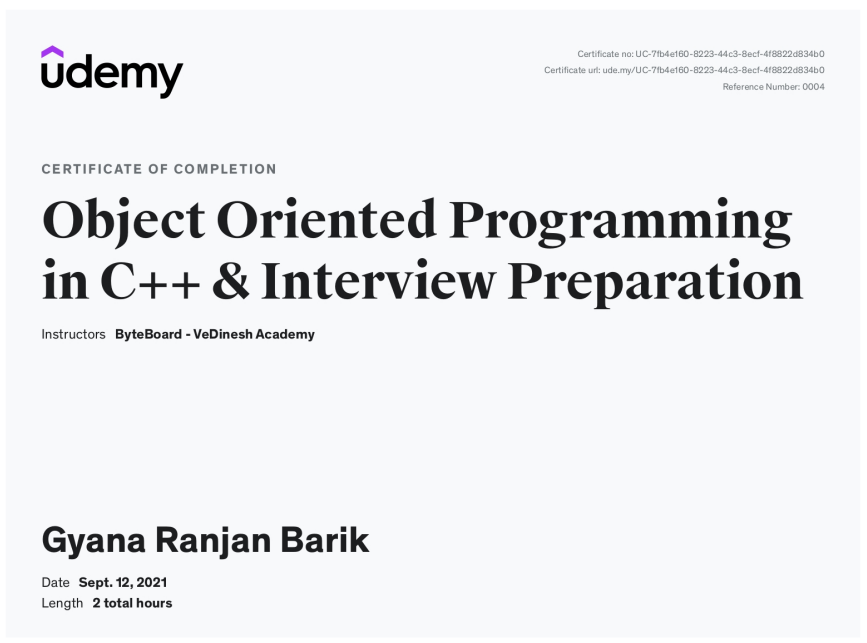 udemy
Certificate no: UC-7fb4e160-8223-44c3-8ecf-4f8822d834b0
Certificate url: ude.my/UC-7fb4e160-8223-44c3-8ecf-4f8822d834b0
Reference Number: 0004
CERTIFICATE OF COMPLETION
Object Oriented Programming
in C++ & Interview Preparation
Instructors ByteBoard - VeDinesh Academy
Gyana Ranjan Barik
Date Sept. 12, 2021
Length 2 total hours